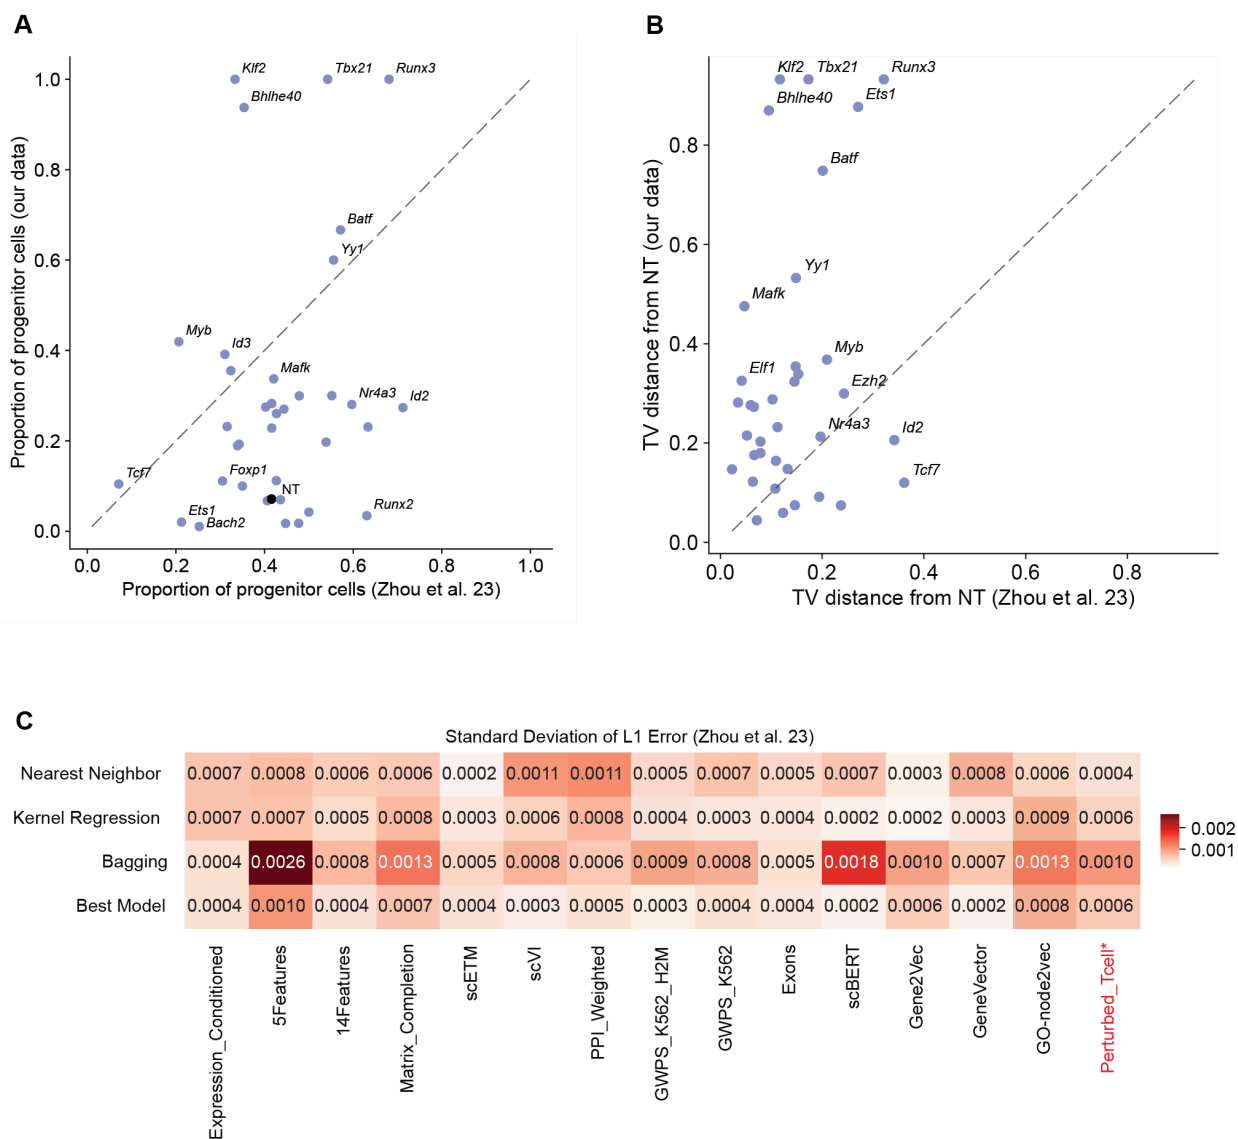 A
B
Klf2
Tbx21
Runx3
Bhlhe40
Batf
Yy1
Myb
Id3
Mafk
Nr4a3
Id2
Tcf7
Foxp1
NT
Ets1
Bach2
Runx2
1.0
0.8
0.6
0.4
0.2
0.0
Proportion of progenitor cells (our data)
0.0 0.2 0.4 0.6 0.8 1.0
Proportion of progenitor cells (Zhou et al. 23)
Klf2
Tbx21
Runx3
Bhlhe40
Ets1
Batf
Yy1
Mafk
Myb
Elf1
Ezh2
Nr4a3
Id2
Tcf7
0.8
0.6
0.4
0.2
0.0
TV distance from NT (our data)
0.0 0.2 0.4 0.6 0.8
TV distance from NT (Zhou et al. 23)
C
Standard Deviation of L1 Error (Zhou et al. 23)
Nearest Neighbor 0.0007 0.0008 0.0006 0.0006 0.0002 0.0011 0.0011 0.0005 0.0007 0.0005 0.0007 0.0003 0.0008 0.0006 0.0004
Kernel Regression 0.0007 0.0007 0.0005 0.0008 0.0003 0.0006 0.0008 0.0004 0.0003 0.0004 0.0002 0.0002 0.0003 0.0009 0.0006
Bagging 0.0004 0.0026 0.0008 0.0013 0.0005 0.0008 0.0006 0.0009 0.0008 0.0005 0.0018 0.0010 0.0007 0.0013 0.0010
Best Model 0.0004 0.0010 0.0004 0.0007 0.0004 0.0003 0.0005 0.0003 0.0004 0.0004 0.0002 0.0006 0.0002 0.0008 0.0006
0.002
0.001
Expression_Conditioned
5Features
14Features
Matrix_Completion
scETM
scVI
PPI_Weighted
GWPS_K562_H2M
GWPS_K562
Exons
scBERT
Gene2Vec
GeneVector
GO-node2vec
Perturbed_Tcell*